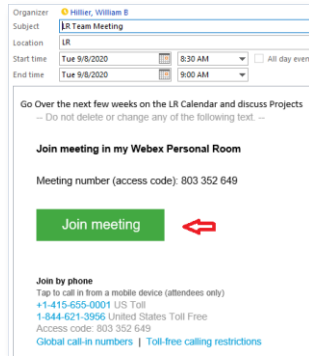 Organizer Hillier, William B
Subject LR Team Meeting
Location LR
Start time Tue 9/8/2020 8:30 AM All day even
End time Tue 9/8/2020 9:00 AM
Go Over the next few weeks on the LR Calendar and discuss Projects
-- Do not delete or change any of the following text. --
Join meeting in my Webex Personal Room
Meeting number (access code): 803 352 649
Join meeting
Join by phone
Tap to call in from a mobile device (attendees only)
+1-415-655-0001 US Toll
1-844-621-3956 United States Toll Free
Access code: 803 352 649
Global call-in numbers | Toll-free calling restrictions